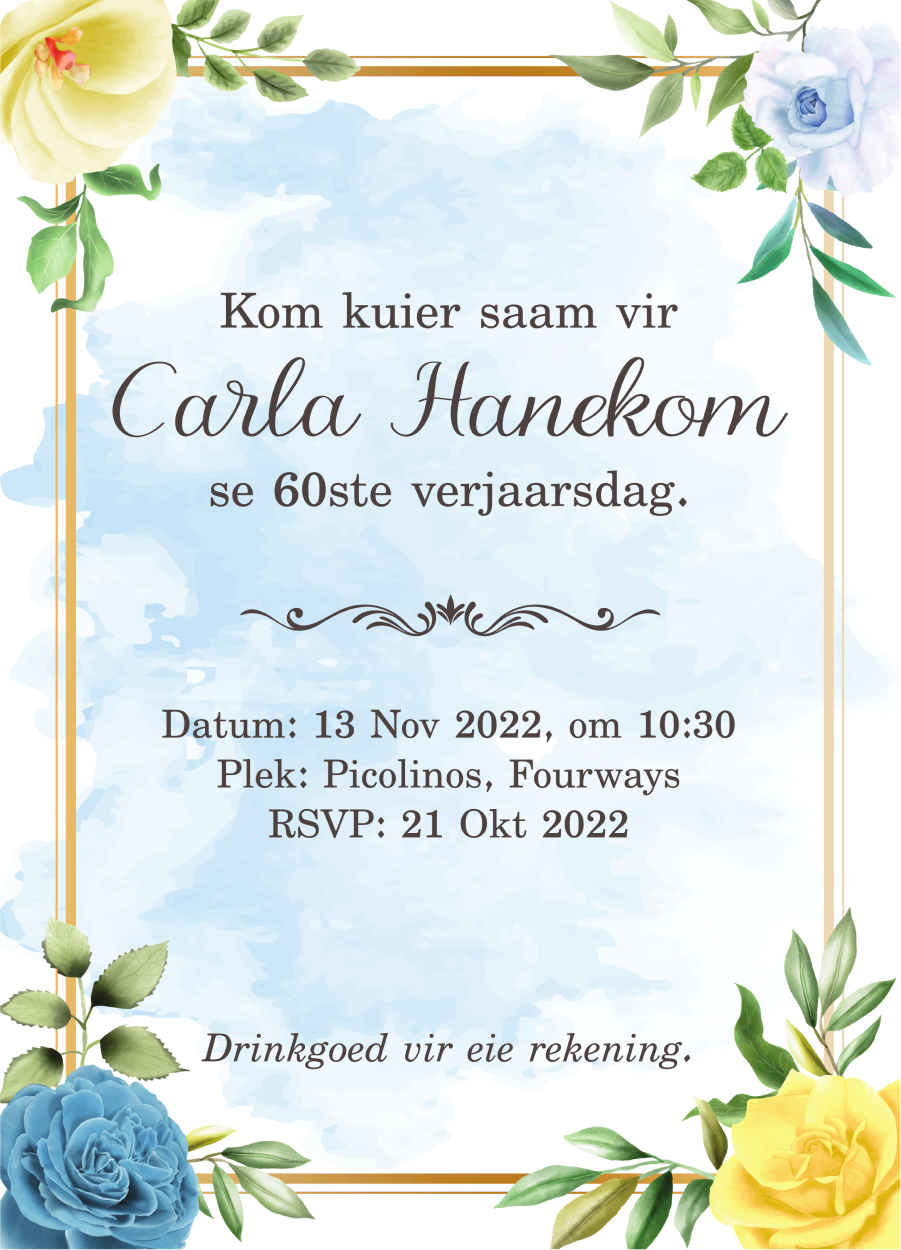 Kom kuier saam vir
Carla Hanekom
se 60ste verjaarsdag.
Datum: 13 Nov 2022, om 10:30
Plek: Picolinos, Fourways
RSVP: 21 Okt 2022
Drinkgoed vir eie rekening.